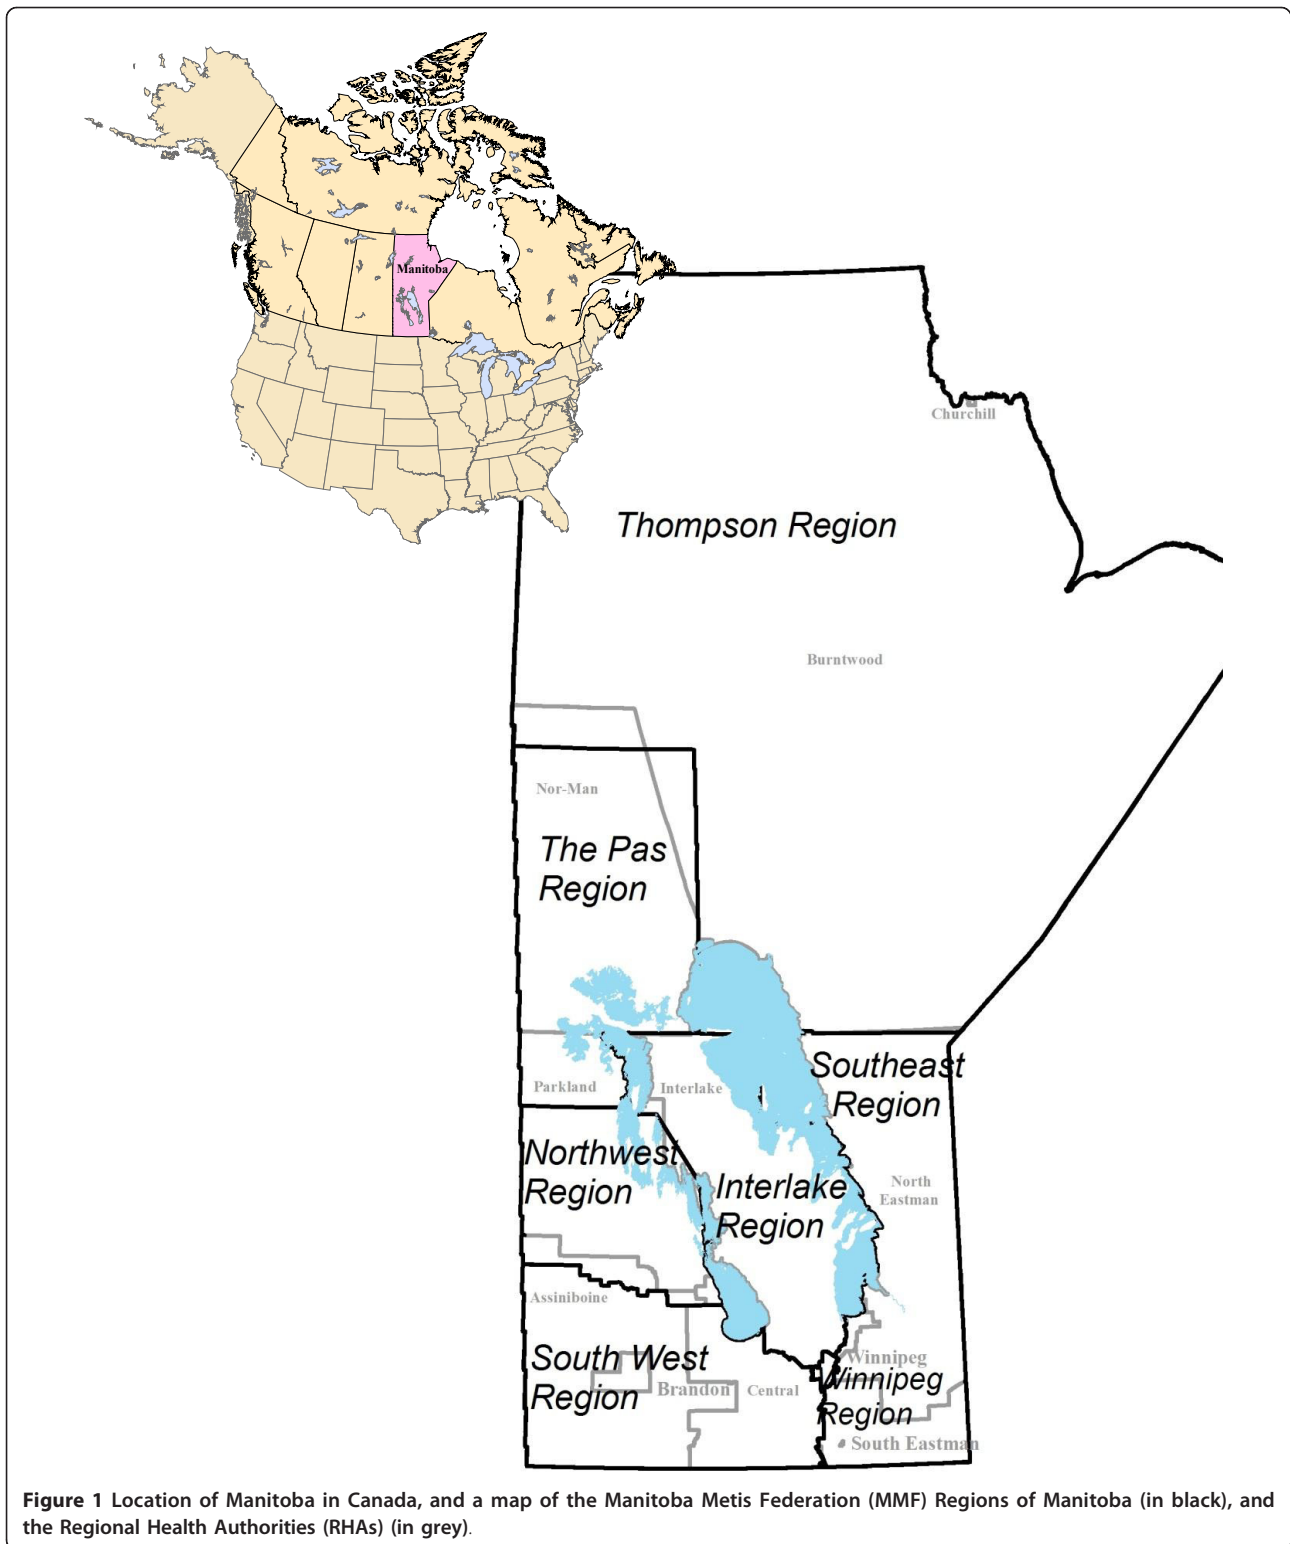 Manitoba
Churchill
Thompson Region
Burntwood
Nor-Man
The Pas
Region
Southeast
Region
Parkland
Interlake
Northwest
Region
Interlake
Region
North
Eastman
Assiniboine
South West
Region
Brandon
Central
Winnipeg
Winnipeg
Region
South Eastman
Figure 1 Location of Manitoba in Canada, and a map of the Manitoba Metis Federation (MMF) Regions of Manitoba (in black), and
the Regional Health Authorities (RHAs) (in grey).